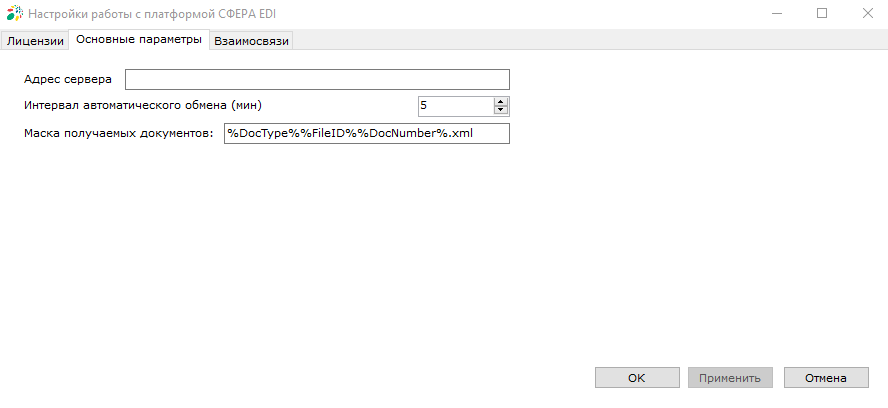 Настройки работы с платформой СФЕРА EDI
Лицензии Основные параметры Взаимосвязи
Адрес сервера
Интервал автоматического обмена (мин) 5
Маска получаемых документов: %DocType%%FileID%%DocNumber%.xml
OK Применить Отмена